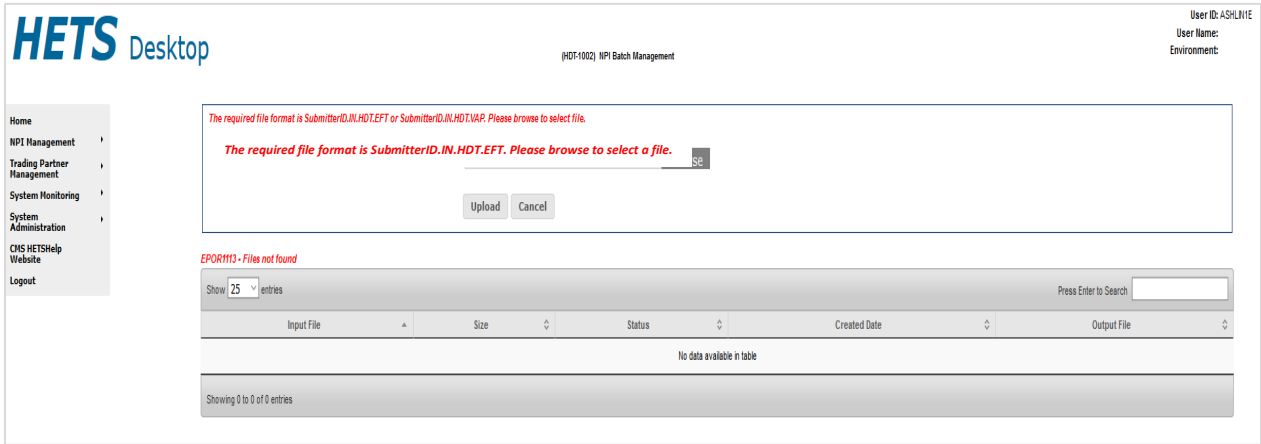 HETS Desktop
User ID: ASHLIN1E
User Name:
Environment:
(HDT-1002) NPI Batch Management
Home
NPI Management
Trading Partner
Management
System Monitoring
System
Administration
CMS HETSHelp
Website
Logout
The required file format is SubmitterID.IN.HDT.EFT or SubmitterID.IN.HDT.VAP. Please browse to select file.
The required file format is SubmitterID.IN.HDT.EFT. Please browse to select a file.
se
Upload Cancel
EPOR1113 - Files not found
Show 25 entries
Press Enter to Search
Input File Size Status Created Date Output File
No data available in table
Showing 0 to 0 of 0 entries